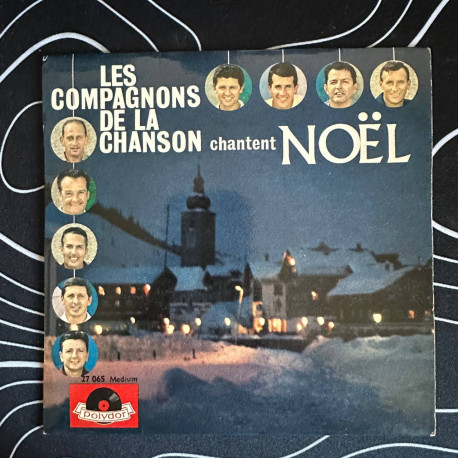 LES
COMPAGNONS
DE LA
CHANSON chantent NOËL
27 065 Medium
polydor